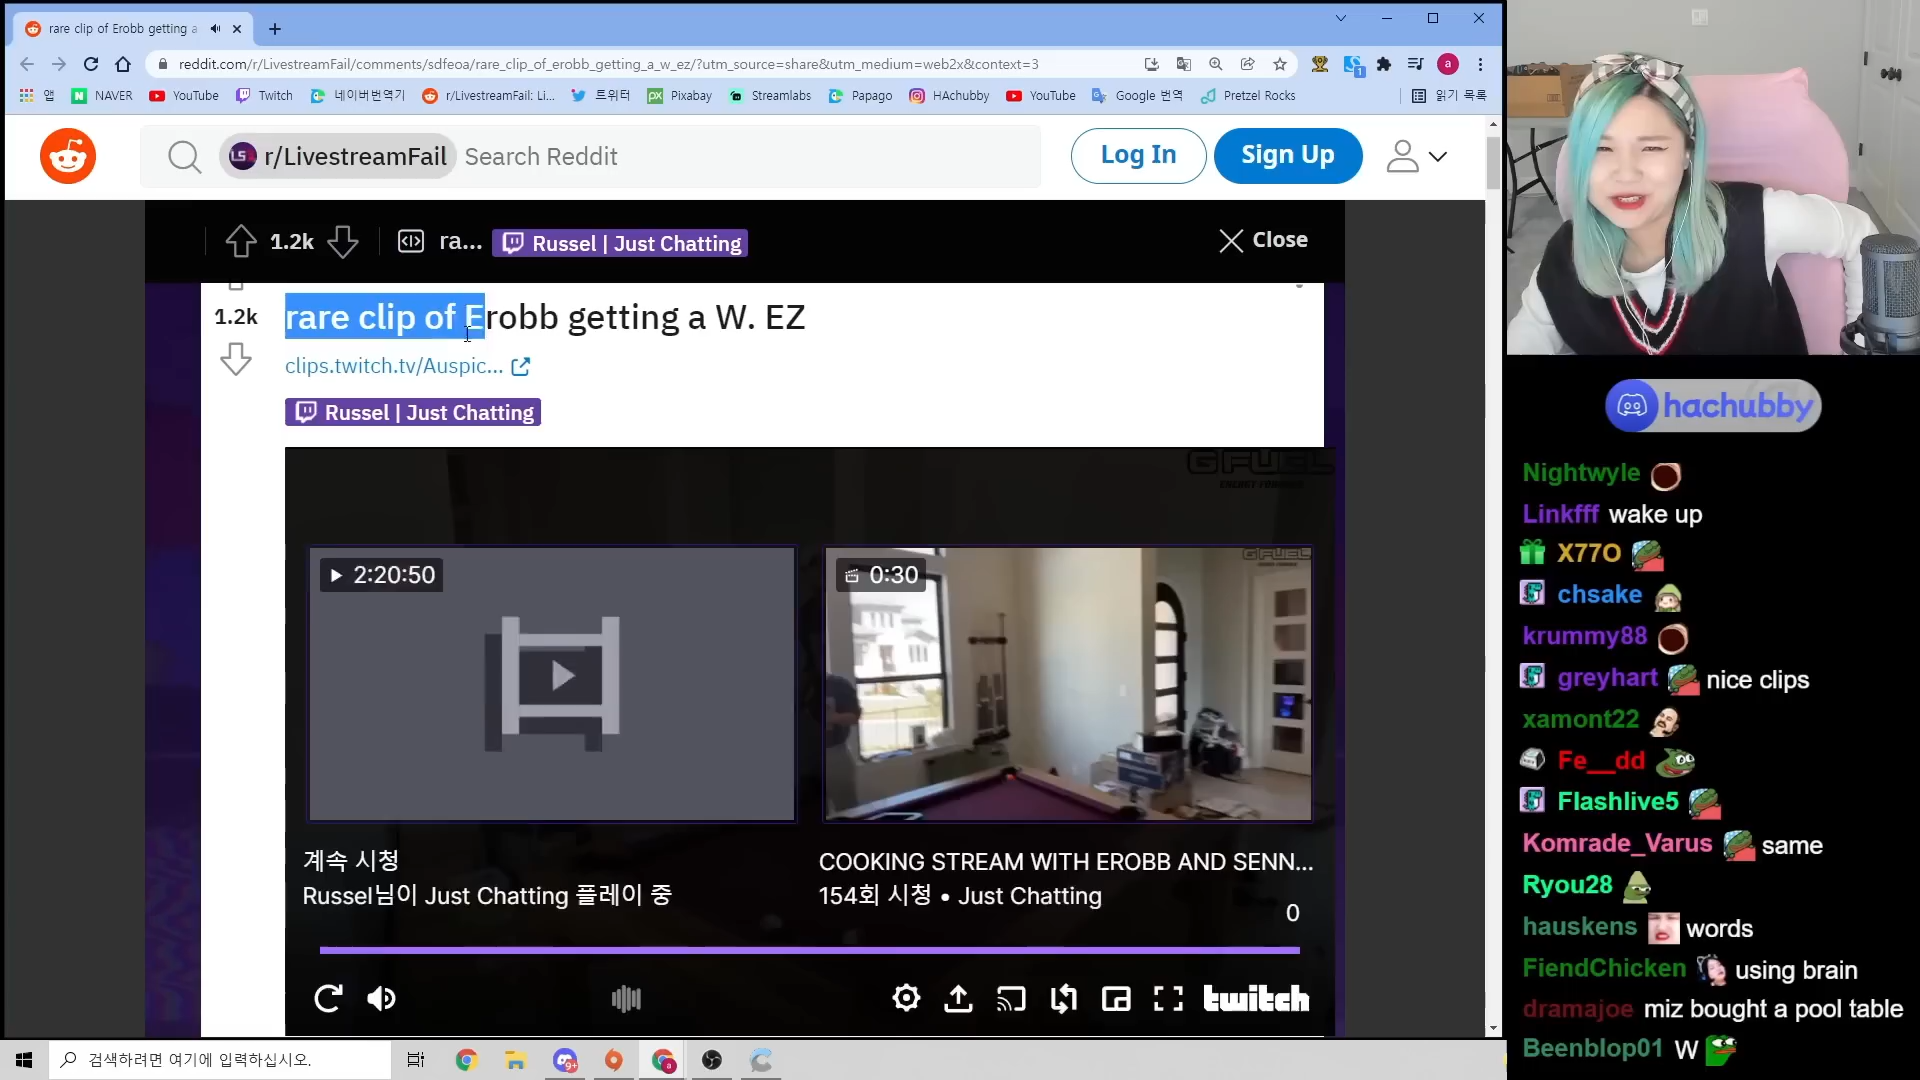 rare clip of Erobb getting a
reddit.com/r/LivestreamFail/comments/sdfeoa/rare_clip_of_erobb_getting_a_w_ez/?utm_source=share&utm_medium=web2x&context=3
a
1
앱 NAVER YouTube Twitch 네이버번역기 r/LivestreamFail: Li... 트위터 Pixabay Streamlabs Papago HAchubby YouTube Google 번역 Pretzel Rocks 읽기 목록
LS r/LivestreamFail Search Reddit Log In Sign Up
1.2k ra... Russel | Just Chatting Close
1.2k rare clip of Erobb getting a W. EZ
clips.twitch.tv/Auspic...
Russel | Just Chatting
G FUEL
ENERGY FORMULA
2:20:50 0:30
계속 시청
Russel님이 Just Chatting 플레이 중
COOKING STREAM WITH EROBB AND SENN...
154회 시청 • Just Chatting
0
twitch
검색하려면 여기에 입력하십시오.
9+
a
hachubby
Nightwyle
Linkfff wake up
X77O
chsake
krummy88
greyhart nice clips
xamont22
Fe__dd
Flashlive5
Komrade_Varus same
Ryou28
hauskens words
FiendChicken using brain
dramajoe miz bought a pool table
Beenblop01 W